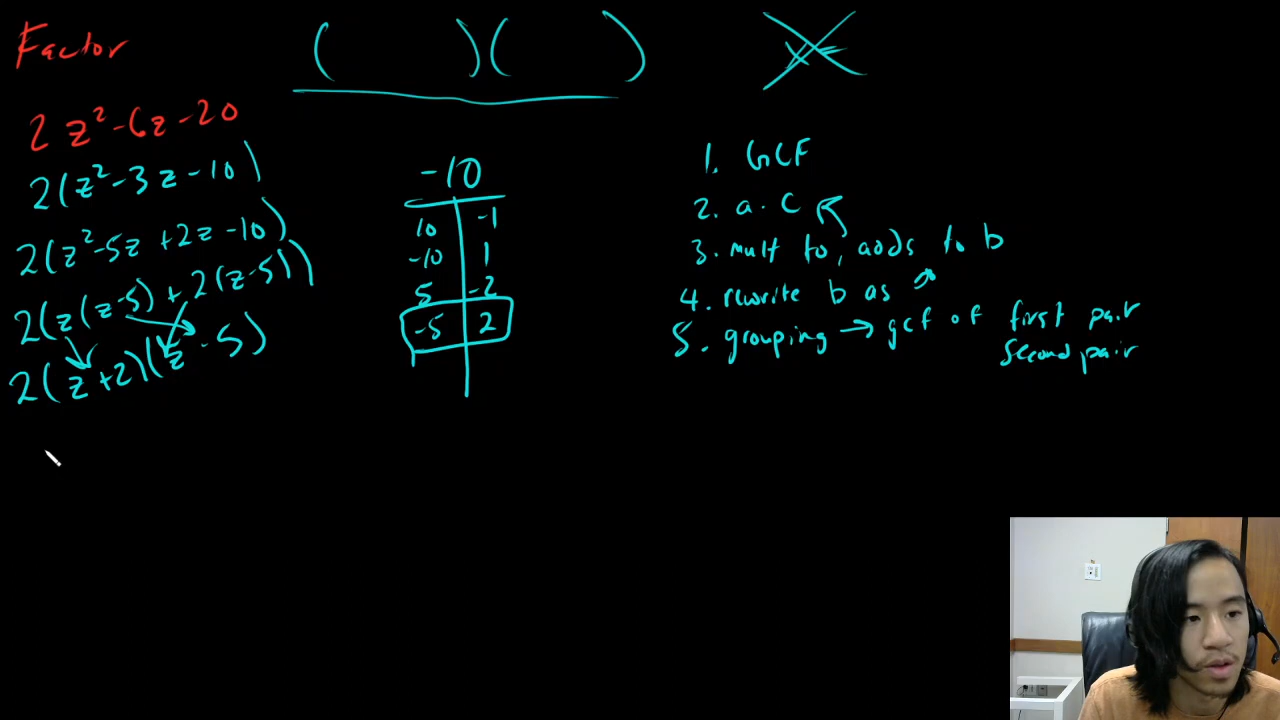 Factor
( )( )
2z²-6z-20
2(z²-3z-10)
2(z²-5z+2z-10)
2(z(z-5)+2(z-5))
2(z+2)(z-5)
-10
10 -1
-10 1
5 -2
-5 2
1. GCF
2. a·c
3. mult to, adds to b
4. rewrite b as
5. grouping → gcf of first pair
second pair